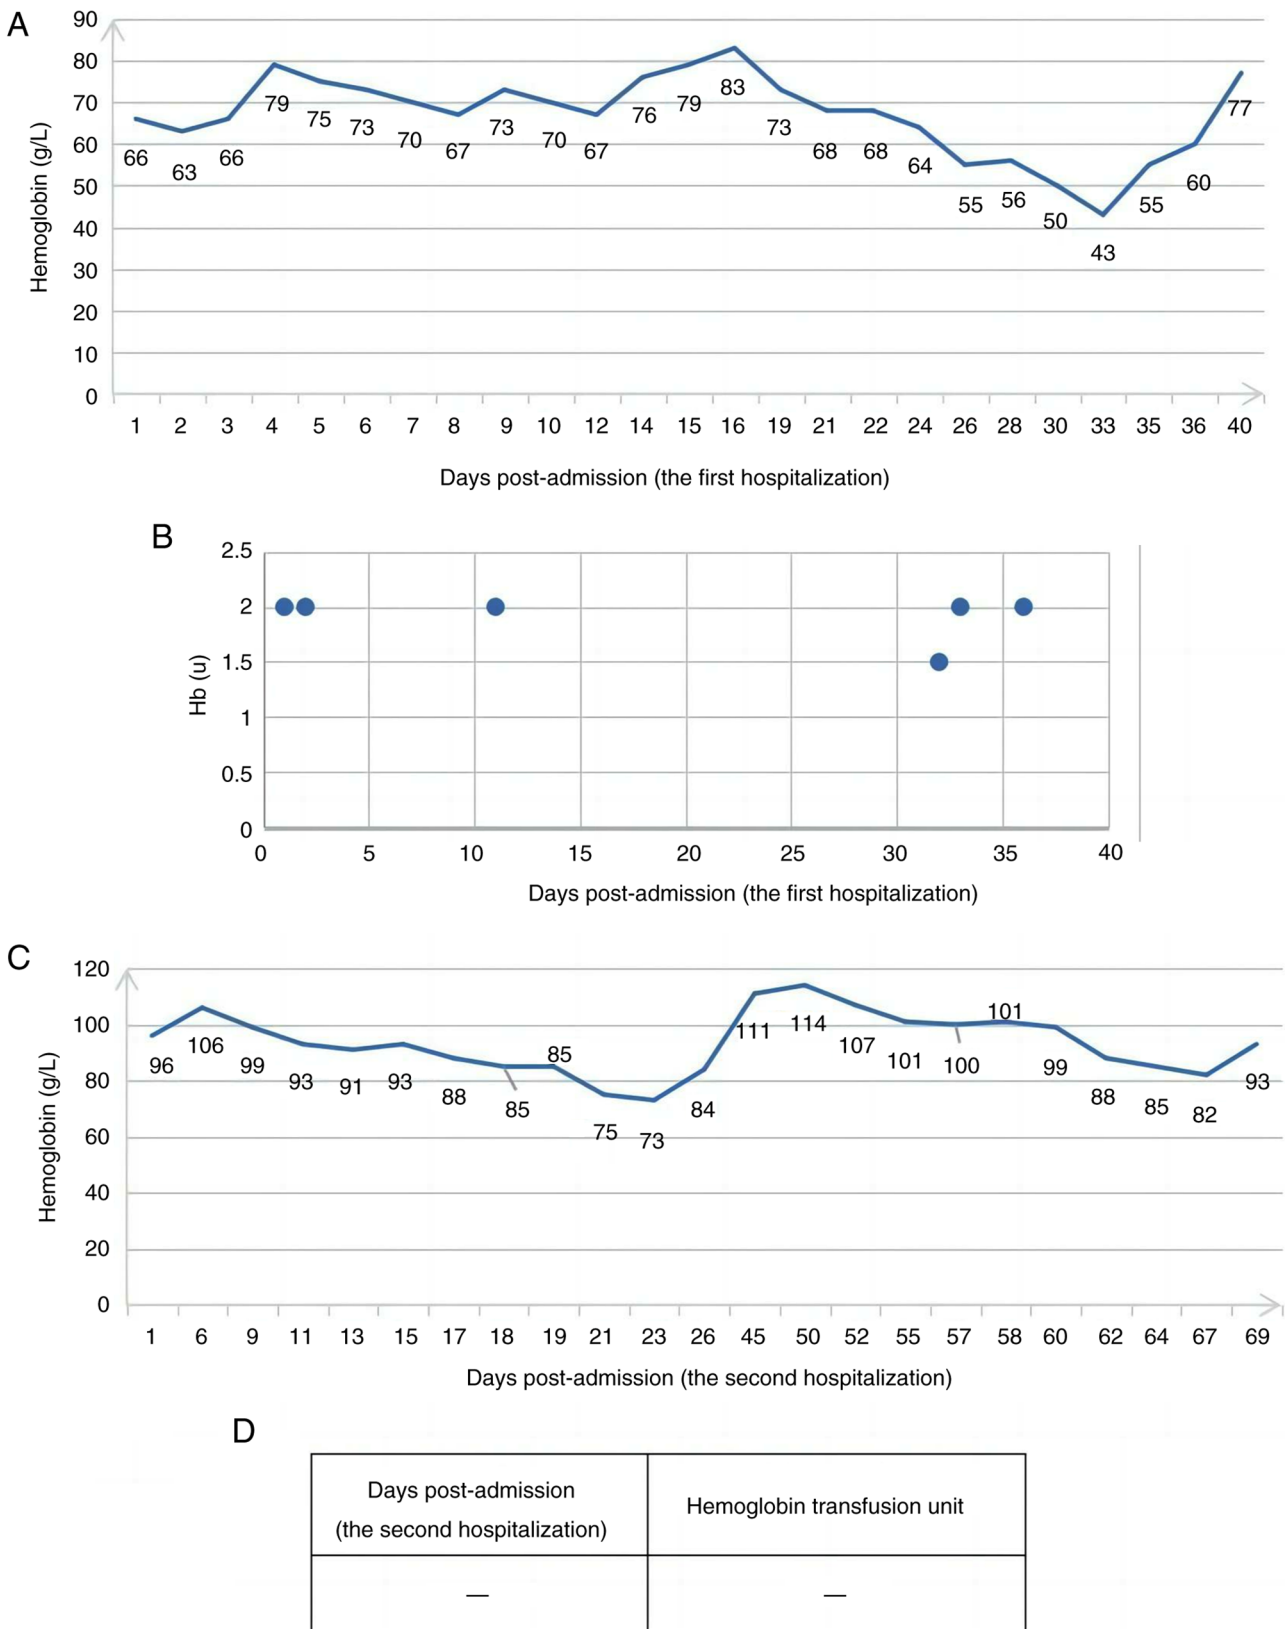 A
90
80
70
60
50
40
30
20
10
0
Hemoglobin (g/L)
66 63 66 79 75 73 70 67 73 70 67 76 79 83 73 68 68 64 55 56 50 43 55 60 77
1 2 3 4 5 6 7 8 9 10 12 14 15 16 19 21 22 24 26 28 30 33 35 36 40
Days post-admission (the first hospitalization)
B
2.5
2
1.5
1
0.5
0
Hb (u)
0 5 10 15 20 25 30 35 40
Days post-admission (the first hospitalization)
C
120
100
80
60
40
20
0
Hemoglobin (g/L)
96 106 99 93 91 93 88 85 85 75 73 84 111 114 107 101 100 101 99 88 85 82 93
1 6 9 11 13 15 17 18 19 21 23 26 45 50 52 55 57 58 60 62 64 67 69
Days post-admission (the second hospitalization)
D
Days post-admission
(the second hospitalization)
Hemoglobin transfusion unit
— —